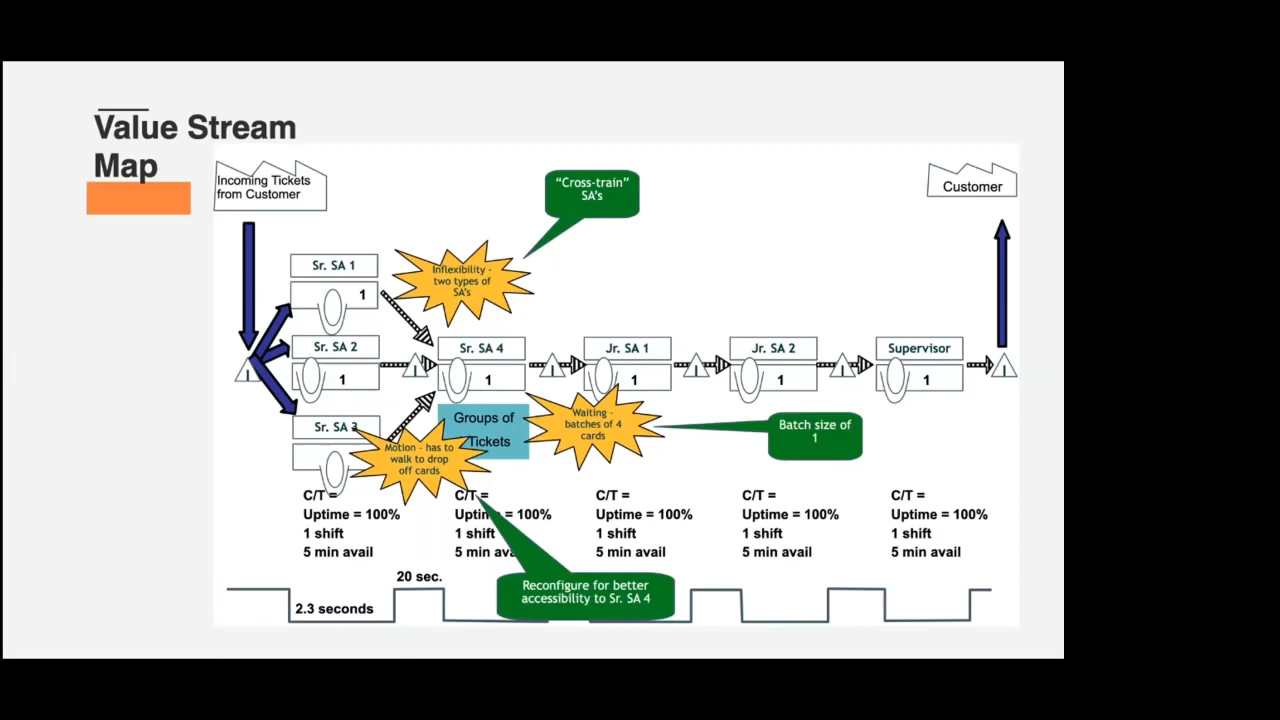 Value Stream
Map
Incoming Tickets
from Customer
"Cross-train"
SA's
Customer
Sr. SA 1
1
Inflexibility -
two types of
SA's
Sr. SA 2
1
Sr. SA 4
1
Jr. SA 1
1
Jr. SA 2
1
Supervisor
1
I
I
I
I
I
I
Sr. SA 3
Groups of
Tickets
Waiting -
batches of 4
cards
Batch size of
1
Motion - has to
walk to drop
off cards
C/T =
Uptime = 100%
1 shift
5 min avail
C/T =
Uptime = 100%
1 shift
5 min ava
C/T =
Uptime = 100%
1 shift
5 min avail
C/T =
Uptime = 100%
1 shift
5 min avail
C/T =
Uptime = 100%
1 shift
5 min avail
20 sec.
2.3 seconds
Reconfigure for better
accessibility to Sr. SA 4